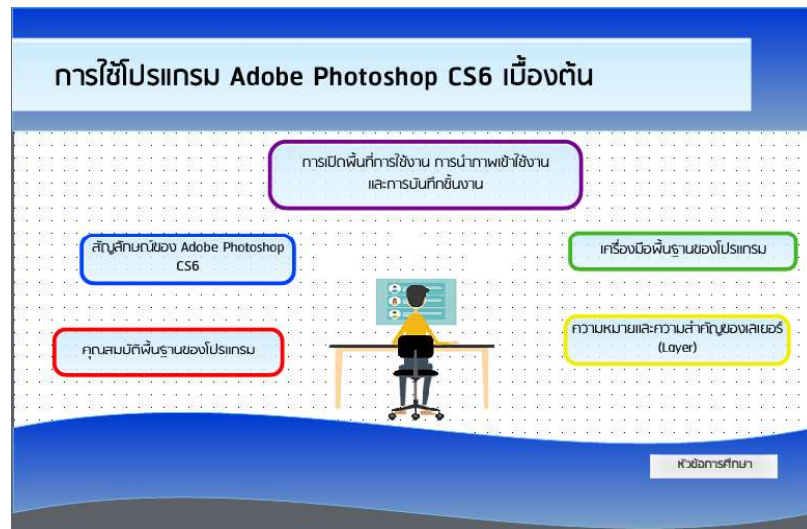 การใช้โปรแกรม Adobe Photoshop CS6 เบื้องต้น
การเปิดพื้นที่การใช้งาน การนำภาพเข้าใช้งาน
และการบันทึกชิ้นงาน
สัญลักษณ์ของ Adobe Photoshop
CS6
เครื่องมือพื้นฐานของโปรแกรม
คุณสมบัติพื้นฐานของโปรแกรม
ความหมายและความสำคัญของเลเยอร์
(Layer)
หัวข้อการศึกษา